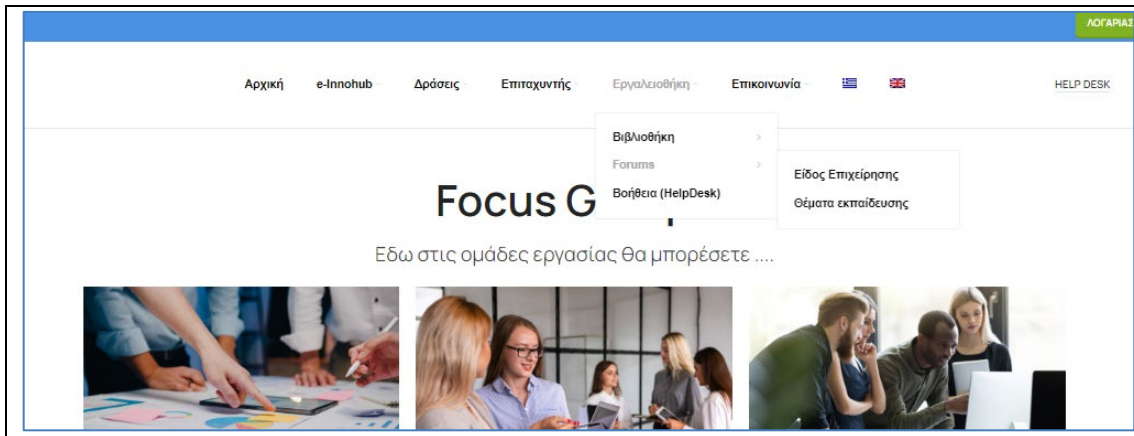 ΛΟΓΑΡΙΑΣ
Αρχική e-Innohub Δράσεις Επιταχυντής Εργαλειοθήκη Επικοινωνία HELP DESK
Βιβλιοθήκη
Forums
Βοήθεια (HelpDesk)
Είδος Επιχείρησης
Θέματα εκπαίδευσης
Focus G
Εδω στις ομάδες εργασίας θα μπορέσετε ....